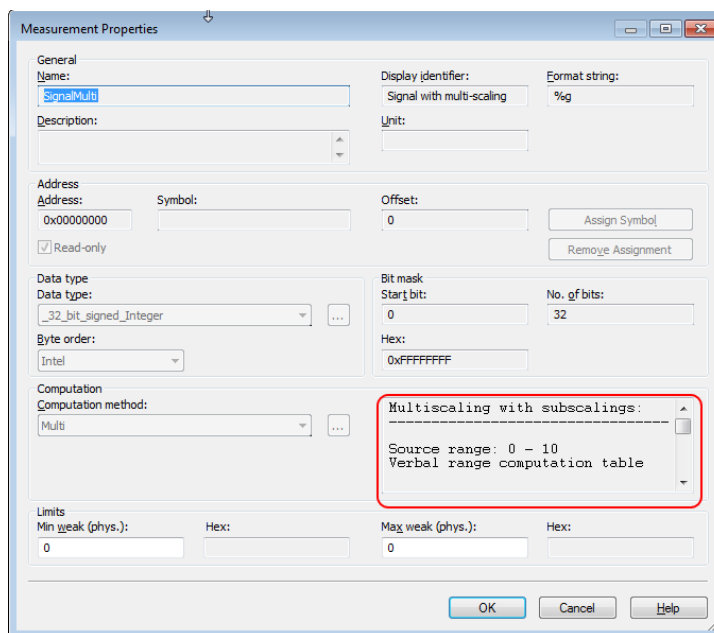 Measurement Properties
General
Name:
Display identifier:
Format string:
SignalMulti
Signal with multi-scaling
%g
Description:
Unit:
Address
Address:
Symbol:
Offset:
0x00000000
0
Assign Symbol
Read-only
Remove Assignment
Data type
Data type:
_32_bit_signed_Integer
...
Byte order:
Intel
Bit mask
Start bit:
No. of bits:
0
32
Hex:
0xFFFFFFFF
Computation
Computation method:
Multi
...
Multiscaling with subscalings:
-----------------------------------
Source range: 0 - 10
Verbal range computation table
Limits
Min weak (phys.):
Hex:
Max weak (phys.):
Hex:
0
0
OK
Cancel
Help